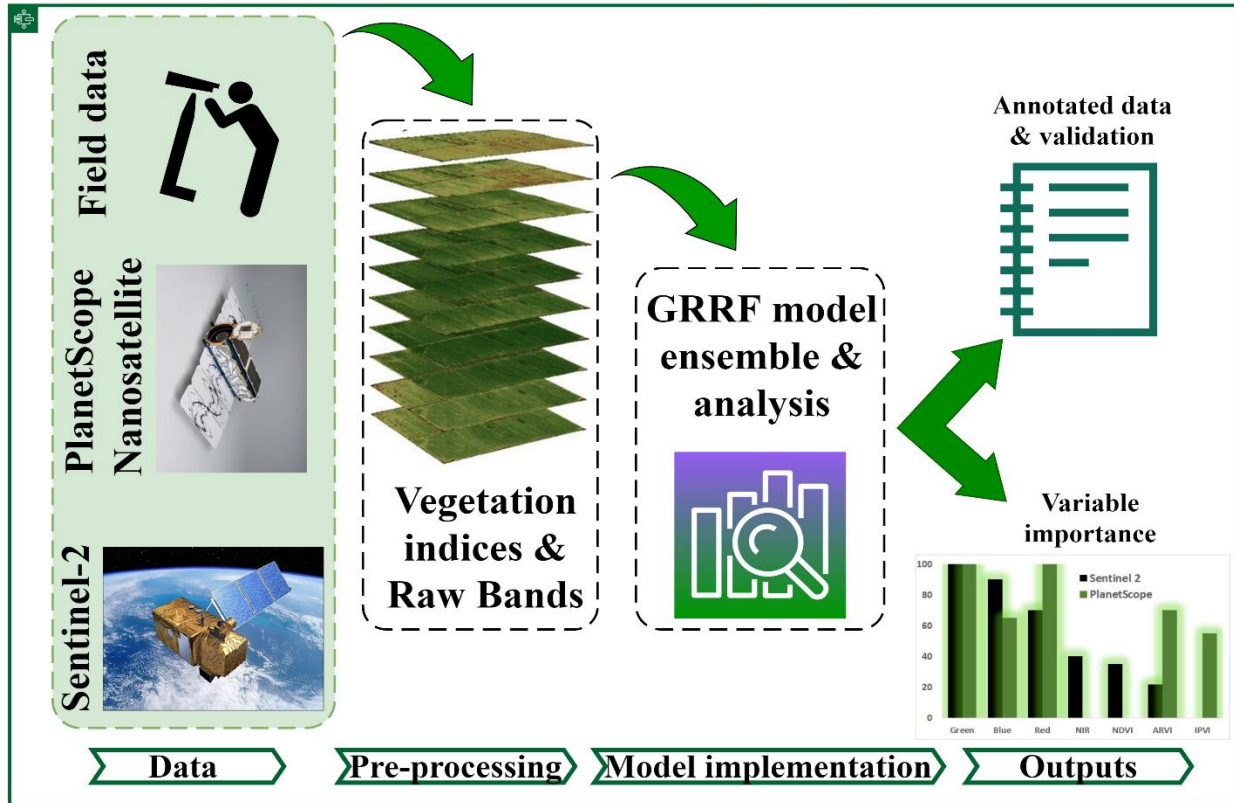 Field data
PlanetScope
Nanosatellite
Sentinel-2
Vegetation
indices &
Raw Bands
GRRF model
ensemble &
analysis
Annotated data
& validation
Variable
importance
100
80
60
40
20
0
Sentinel 2
PlanetScope
Green Blue Red NIR NDVI ARVI IPVI
Data Pre-processing Model implementation Outputs